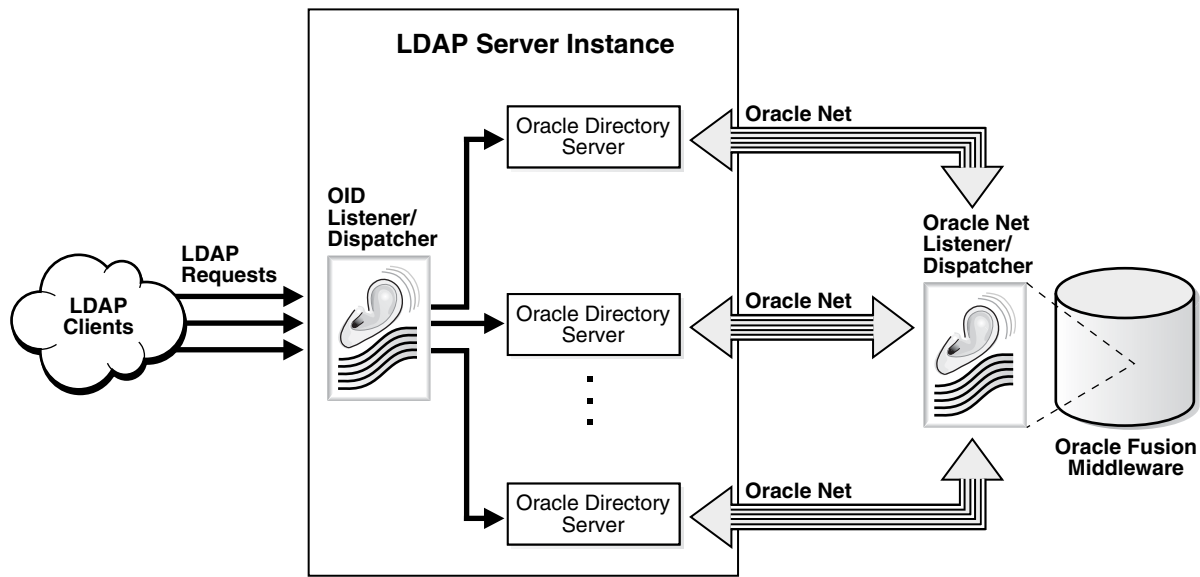 LDAP Server Instance
Oracle Net
Oracle Directory
Server
OID
Listener/
Dispatcher
Oracle Net
Listener/
Dispatcher
LDAP
Requests
LDAP
Clients
Oracle Net
Oracle Directory
Server
Oracle Fusion
Middleware
Oracle Net
Oracle Directory
Server